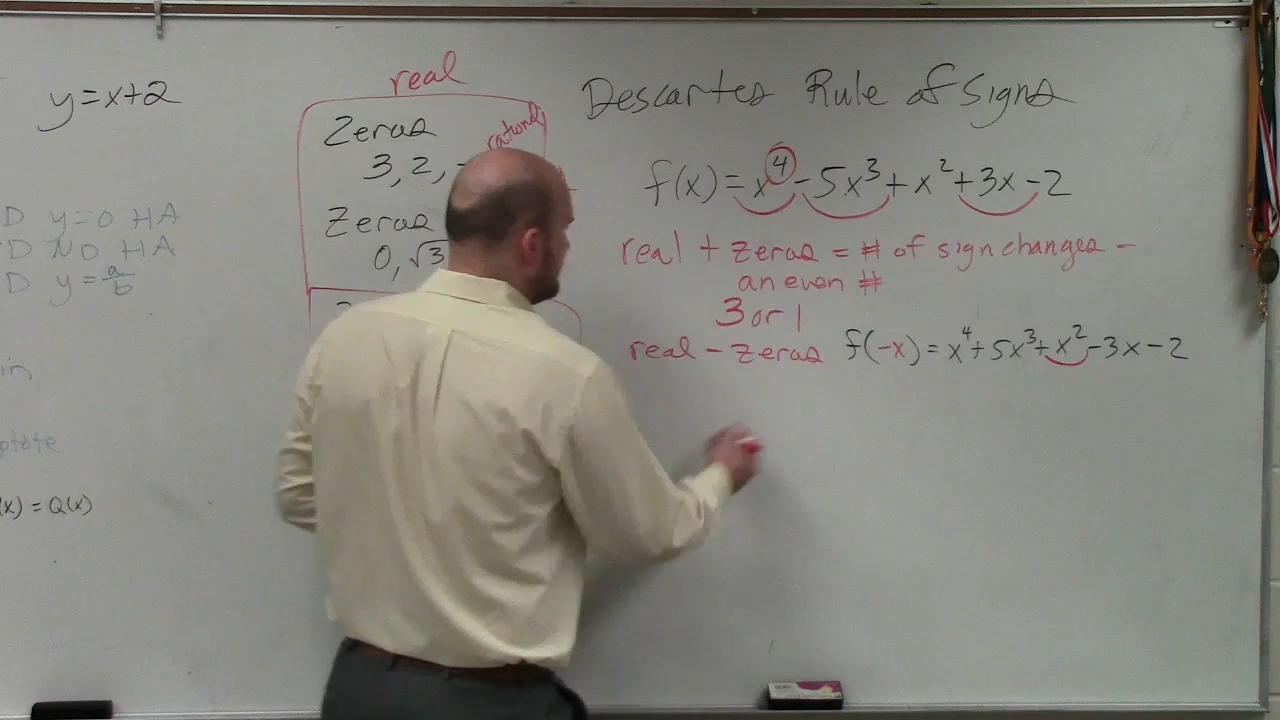 y=x+2
D y=0 HA
D NO HA
D y=a/b
(x) = Q(x)
real
Zeros
rational
3, 2, -
Zeros
0, √3
Descartes Rule of Signs
f(x) = x⁴ - 5x³ + x² + 3x - 2
real + zeros = # of sign changes -
an even #
3 or 1
real - zeros f(-x) = x⁴ + 5x³ + x² - 3x - 2